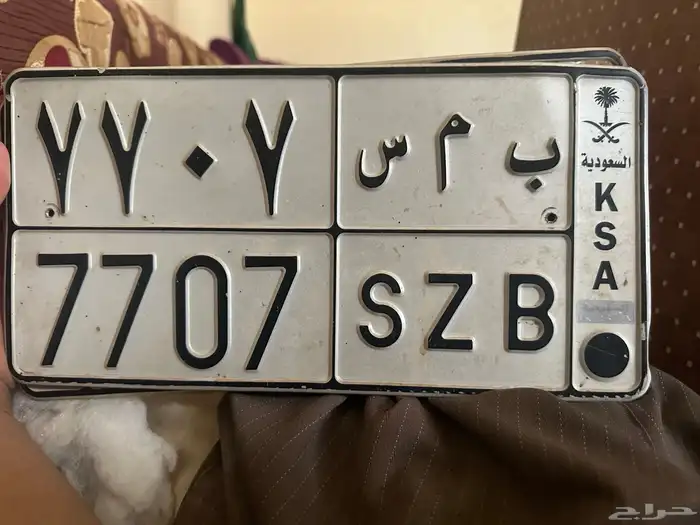 ٧٧٠٧ ب م س
7707 SZB
السعودية
K
S
A
حراج